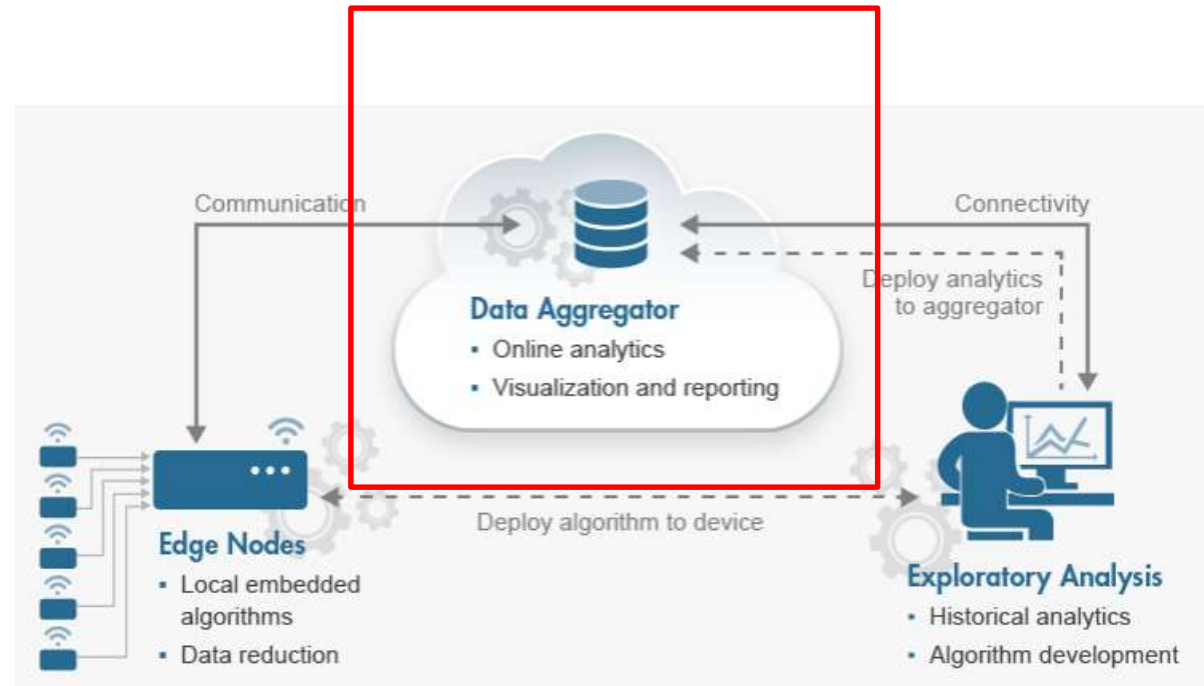 Communication
Connectivity
Deploy analytics
to aggregator
Data Aggregator
▪ Online analytics
▪ Visualization and reporting
Deploy algorithm to device
Edge Nodes
▪ Local embedded
algorithms
▪ Data reduction
Exploratory Analysis
▪ Historical analytics
▪ Algorithm development